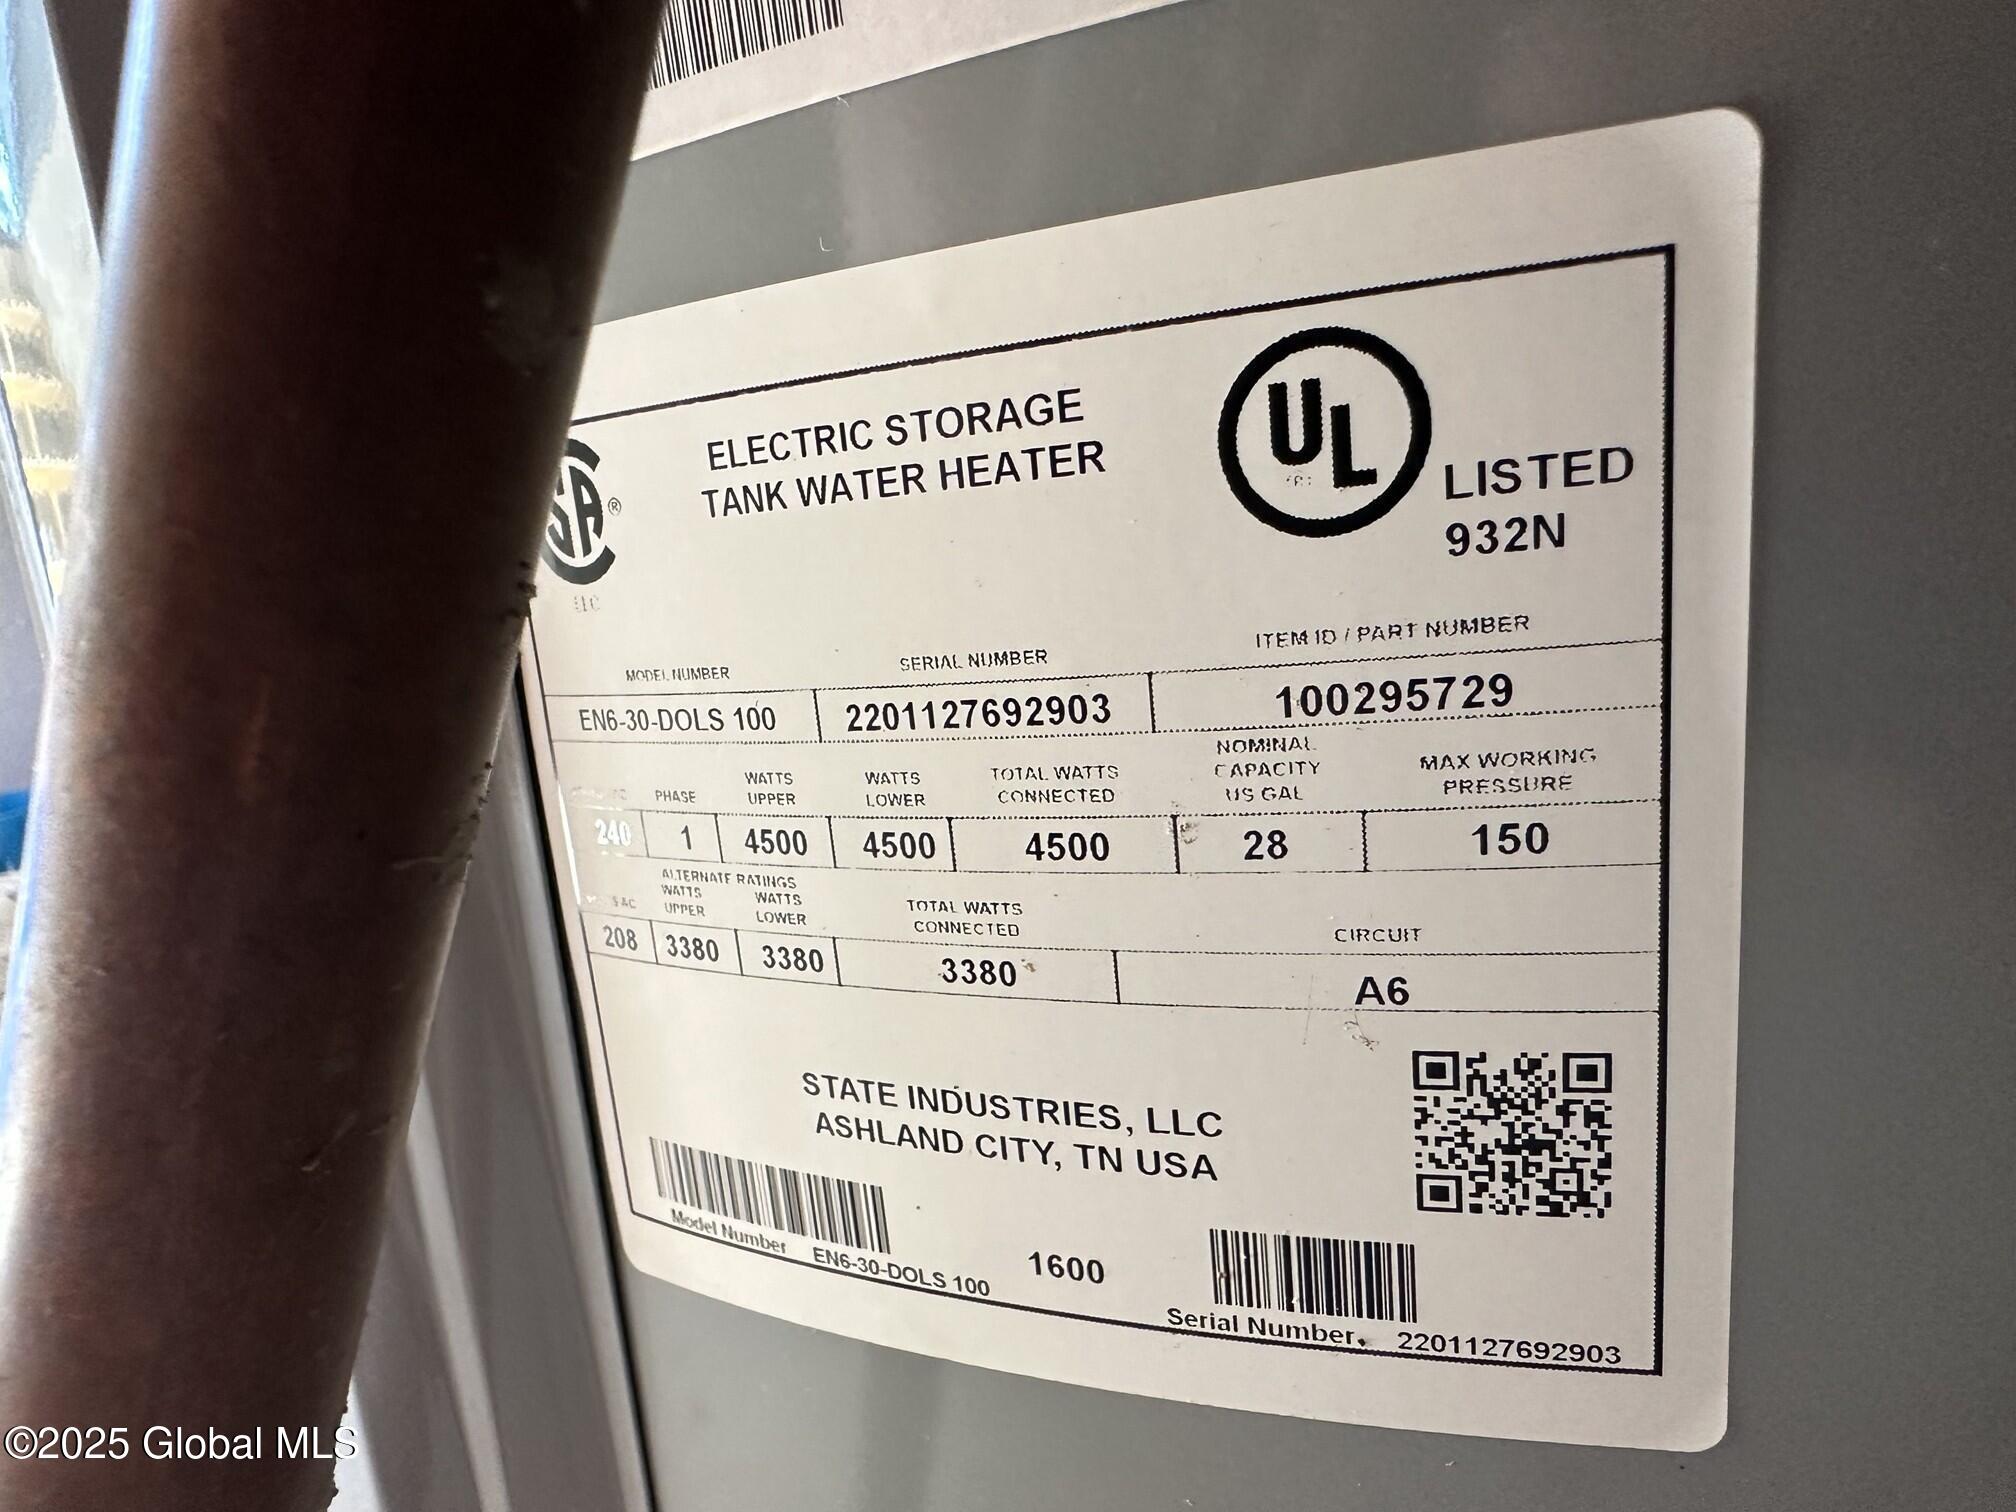 ELECTRIC STORAGE
TANK WATER HEATER
SA ®
UL
LISTED
932N
MODEL NUMBER
SERIAL NUMBER
ITEM ID / PART NUMBER
EN6-30-DOLS 100
2201127692903
100295729
PHASE
WATTS
UPPER
WATTS
LOWER
TOTAL WATTS
CONNECTED
NOMINAL
CAPACITY
US GAL
MAX WORKING
PRESSURE
240
1
4500
4500
4500
28
150
ALTERNATE RATINGS
AC
WATTS
UPPER
WATTS
LOWER
TOTAL WATTS
CONNECTED
CIRCUIT
208
3380
3380
3380
A6
STATE INDUSTRIES, LLC
ASHLAND CITY, TN USA
Model Number EN6-30-DOLS 100
1600
Serial Number. 2201127692903
©2025 Global MLS